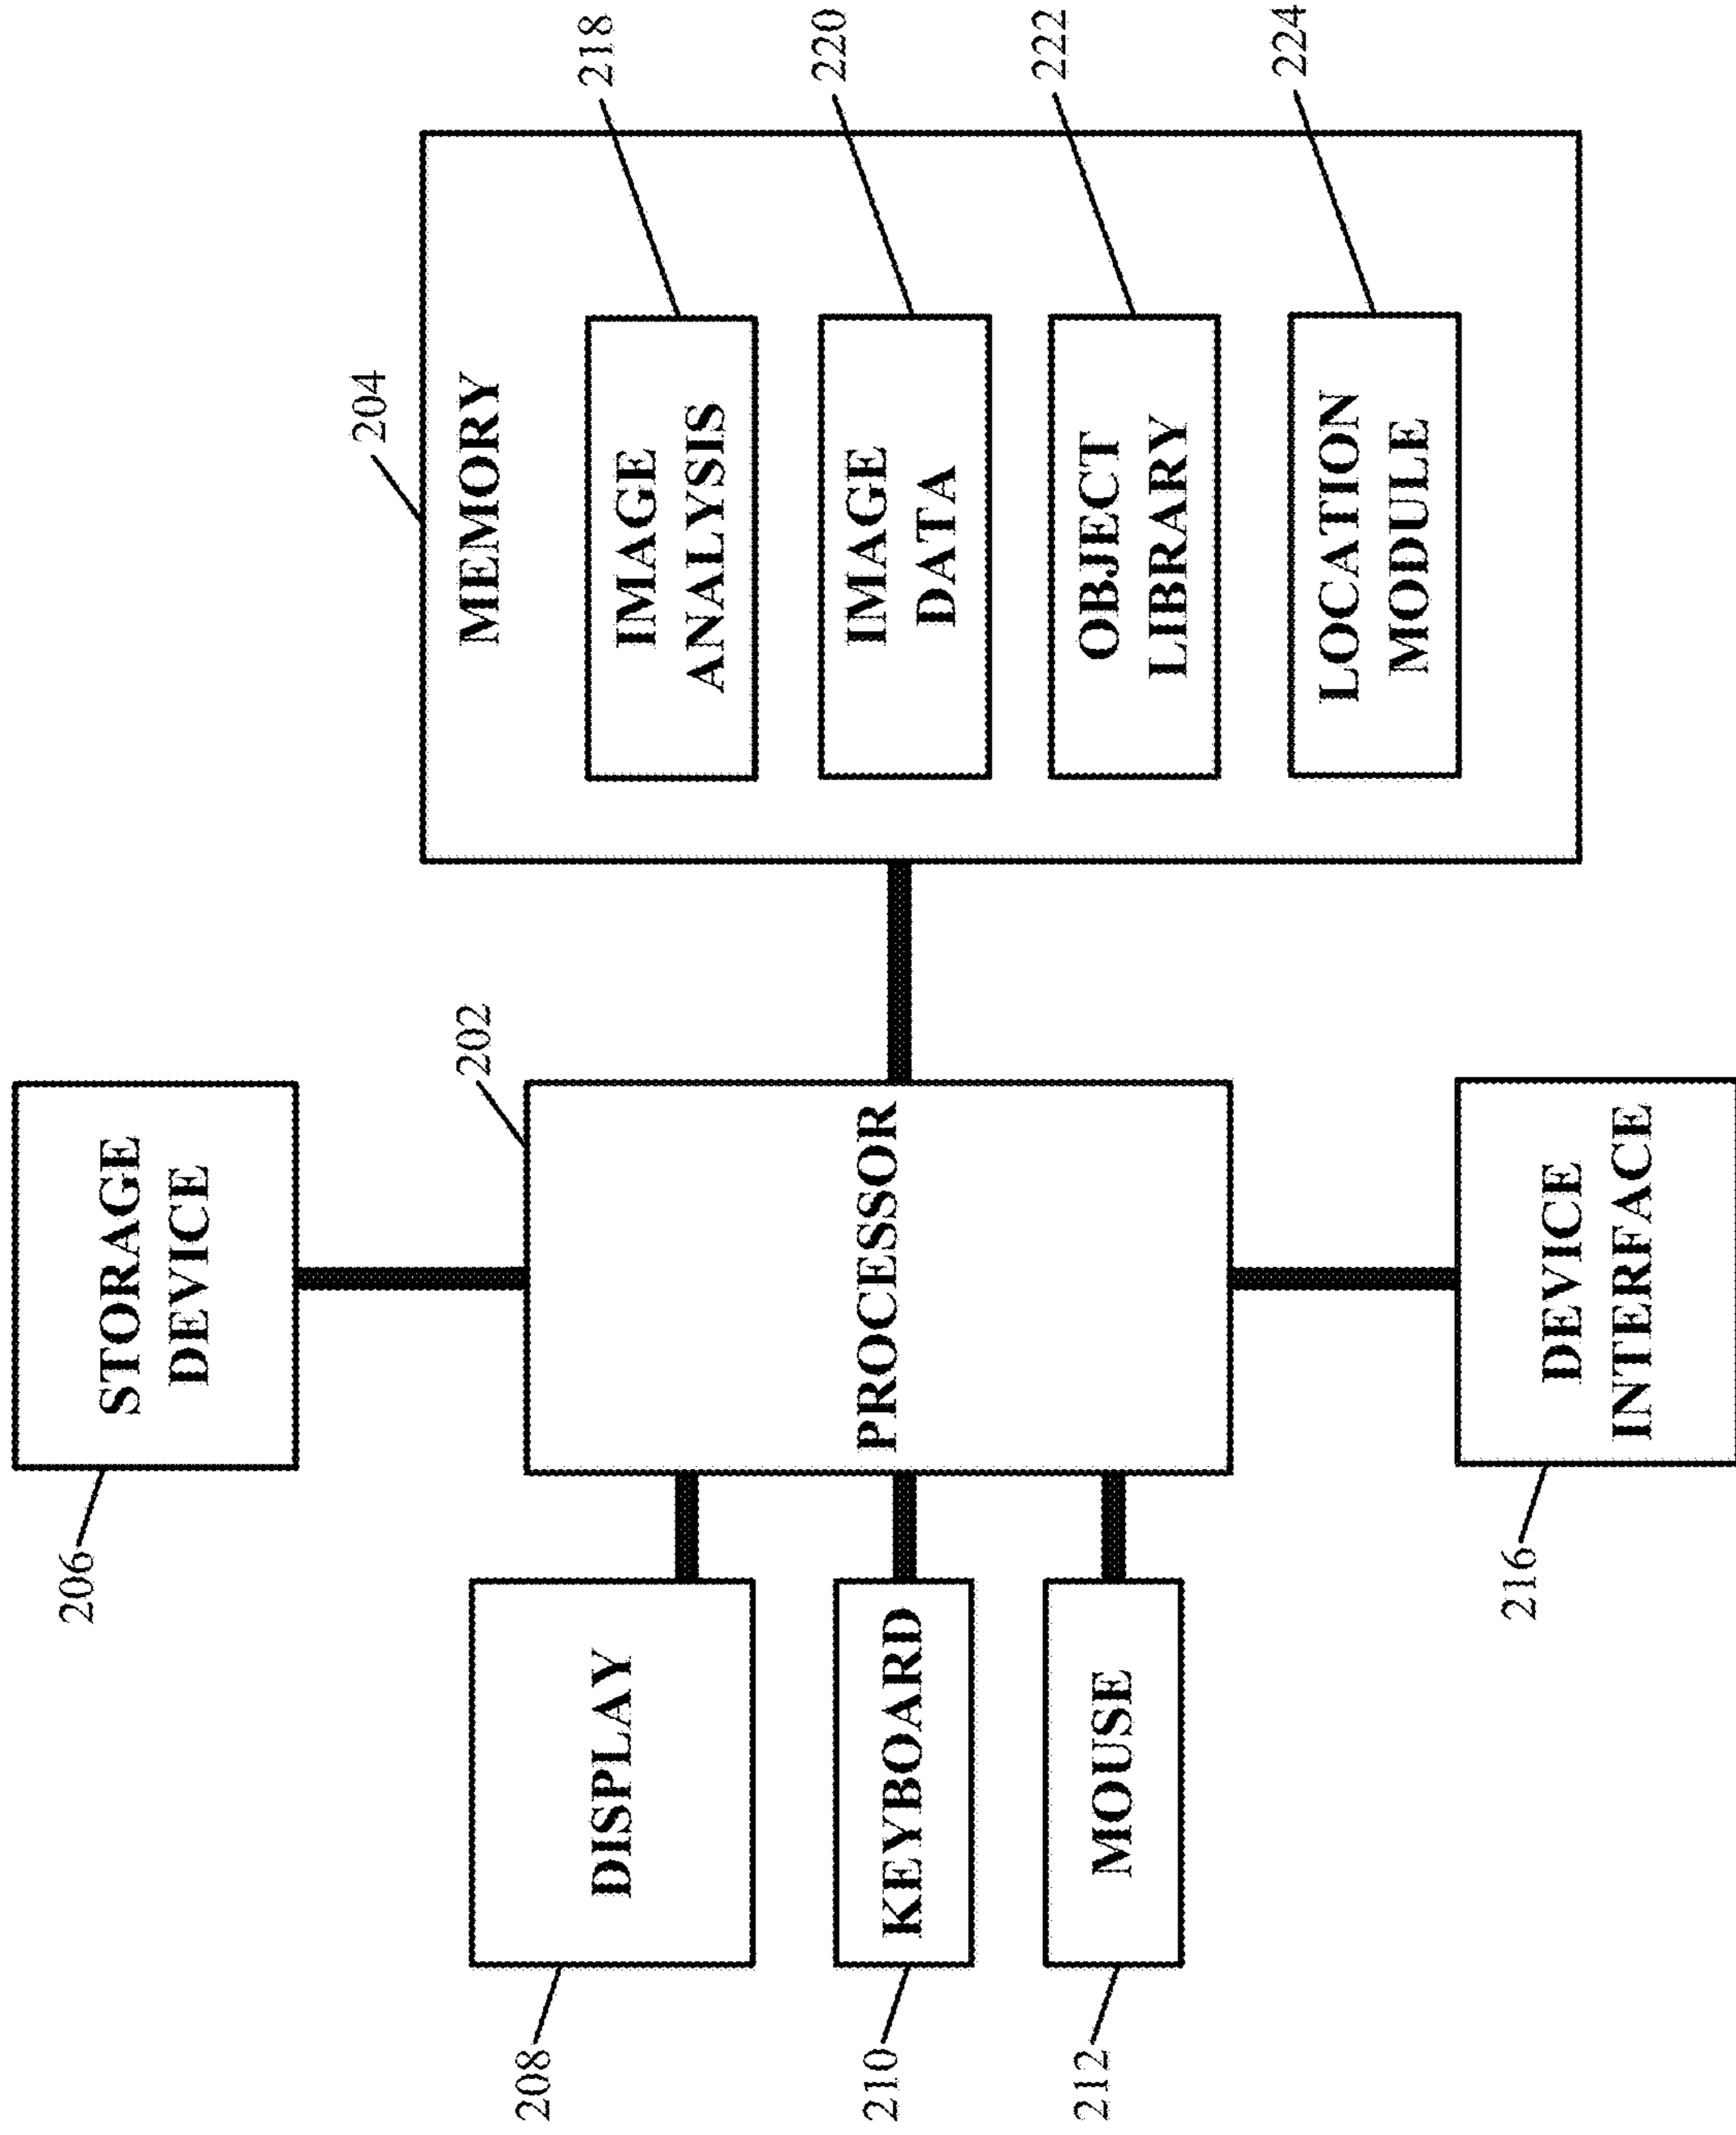 206
STORAGE
DEVICE
204
202
MEMORY
208
DISPLAY
218
IMAGE
ANALYSIS
210
KEYBOARD
PROCESSOR
220
IMAGE
DATA
212
MOUSE
222
OBJECT
LIBRARY
224
LOCATION
MODULE
216
DEVICE
INTERFACE